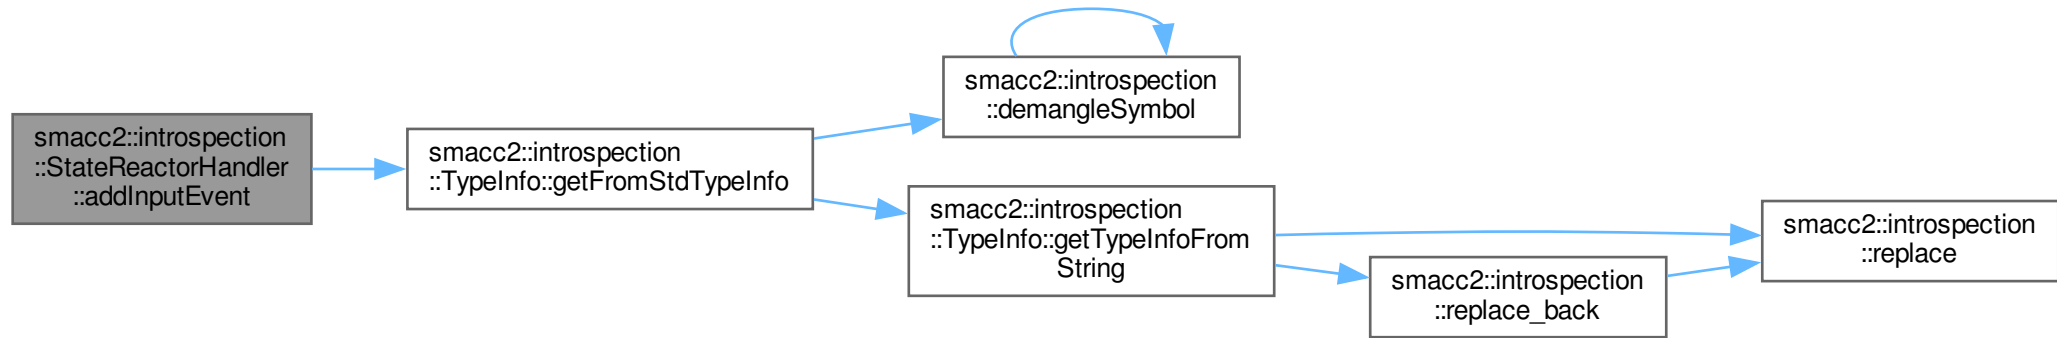 smacc2::introspection
::StateReactorHandler
::addInputEvent
smacc2::introspection
::TypeInfo::getFromStdTypeInfo
smacc2::introspection
::demangleSymbol
smacc2::introspection
::TypeInfo::getTypeInfoFrom
String
smacc2::introspection
::replace_back
smacc2::introspection
::replace